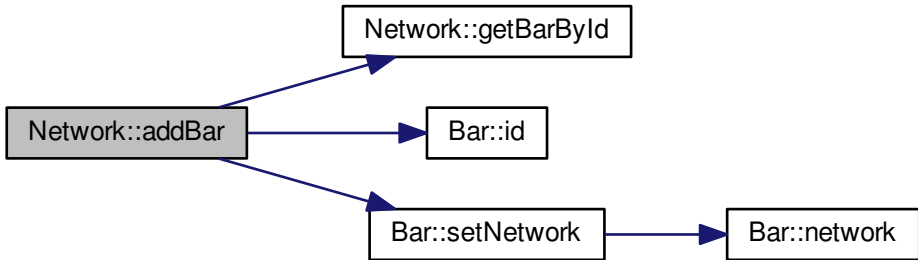 Network::getBarById
Network::addBar
Bar::id
Bar::setNetwork
Bar::network